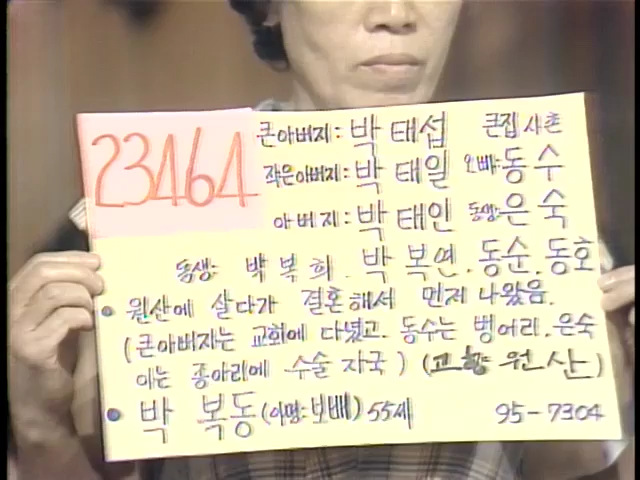 23464
큰아버지: 박태섭 큰집 사촌
작은아버지: 박태일 오빠: 동수
아버지: 박태인 동생: 은숙
동생: 박복희. 박복연. 동순. 동호
• 원산에 살다가 결혼해서 먼저 나왔음.
(큰아버지는 교회에 다녔고. 동수는 벙어리. 은숙
이는 종아리에 수술 자국) (고향 원산)
• 박복동 (아명: 보배) 55세 95-7304